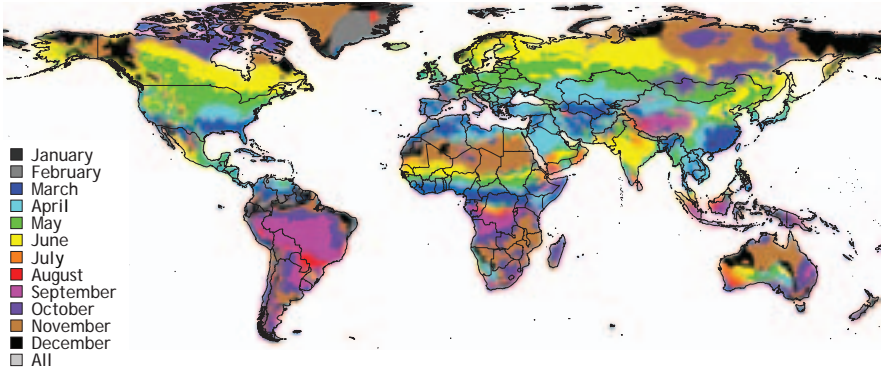 January
February
March
April
May
June
July
August
September
October
November
December
All